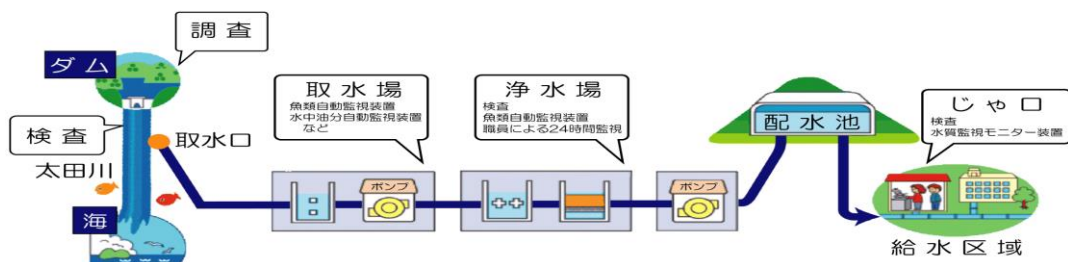 調査
ダム
検査
取水口
太田川
海
取水場
魚類自動監視装置
水中油分自動監視装置
など
ポンプ
浄水場
検査
魚類自動監視装置
職員による24時間監視
ポンプ
配水池
じゃ口
検査
水質監視モニター装置
給水区域